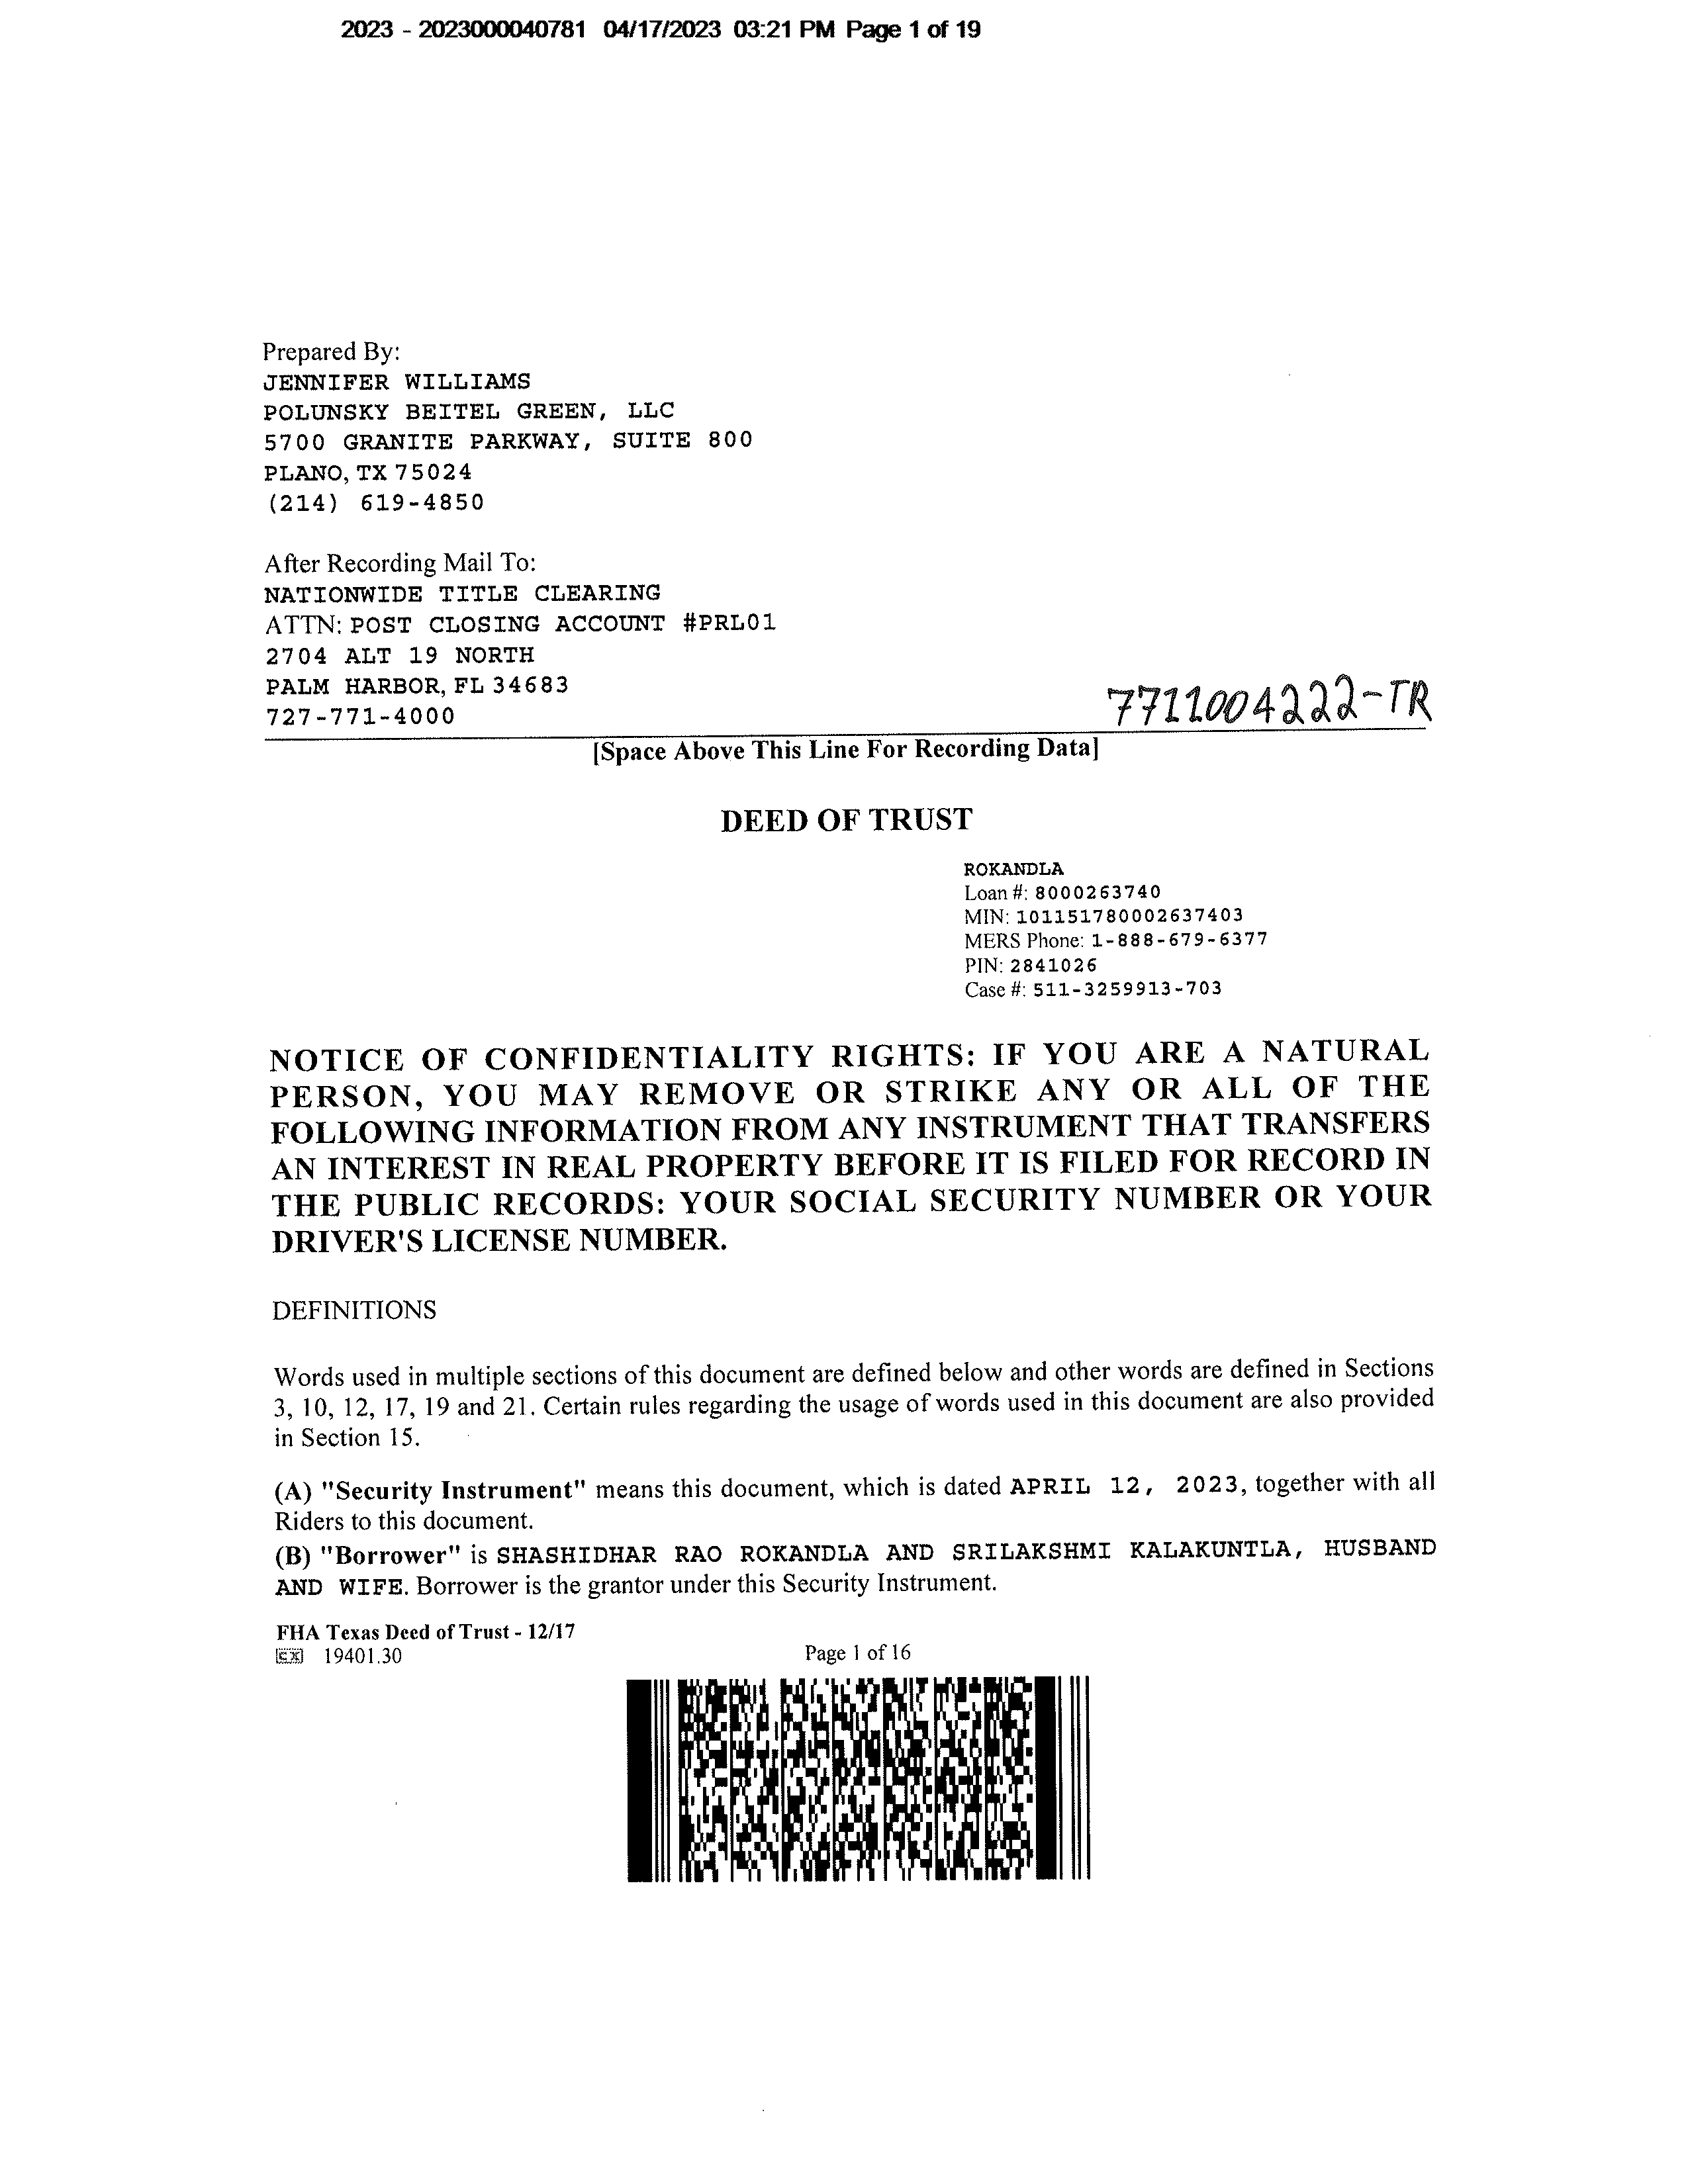 2023 - 2023000040781 04/17/2023 03:21 PM Page 1 of 19
Prepared By:
JENNIFER WILLIAMS
POLUNSKY BEITEL GREEN, LLC
5700 GRANITE PARKWAY, SUITE 800
PLANO, TX 75024
(214) 619-4850
After Recording Mail To:
NATIONWIDE TITLE CLEARING
ATTN: POST CLOSING ACCOUNT #PRL01
2704 ALT 19 NORTH
PALM HARBOR, FL 34683
727-771-4000
7711004222-TR
[Space Above This Line For Recording Data]
DEED OF TRUST
ROKANDLA
Loan #: 8000263740
MIN: 101151780002637403
MERS Phone: 1-888-679-6377
PIN: 2841026
Case #: 511-3259913-703
NOTICE OF CONFIDENTIALITY RIGHTS: IF YOU ARE A NATURAL
PERSON, YOU MAY REMOVE OR STRIKE ANY OR ALL OF THE
FOLLOWING INFORMATION FROM ANY INSTRUMENT THAT TRANSFERS
AN INTEREST IN REAL PROPERTY BEFORE IT IS FILED FOR RECORD IN
THE PUBLIC RECORDS: YOUR SOCIAL SECURITY NUMBER OR YOUR
DRIVER'S LICENSE NUMBER.
DEFINITIONS
Words used in multiple sections of this document are defined below and other words are defined in Sections
3, 10, 12, 17, 19 and 21. Certain rules regarding the usage of words used in this document are also provided
in Section 15.
(A) "Security Instrument" means this document, which is dated APRIL 12, 2023, together with all
Riders to this document.
(B) "Borrower" is SHASHIDHAR RAO ROKANDLA AND SRILAKSHMI KALAKUNTLA, HUSBAND
AND WIFE. Borrower is the grantor under this Security Instrument.
FHA Texas Deed of Trust - 12/17
CX 19401.30
Page 1 of 16